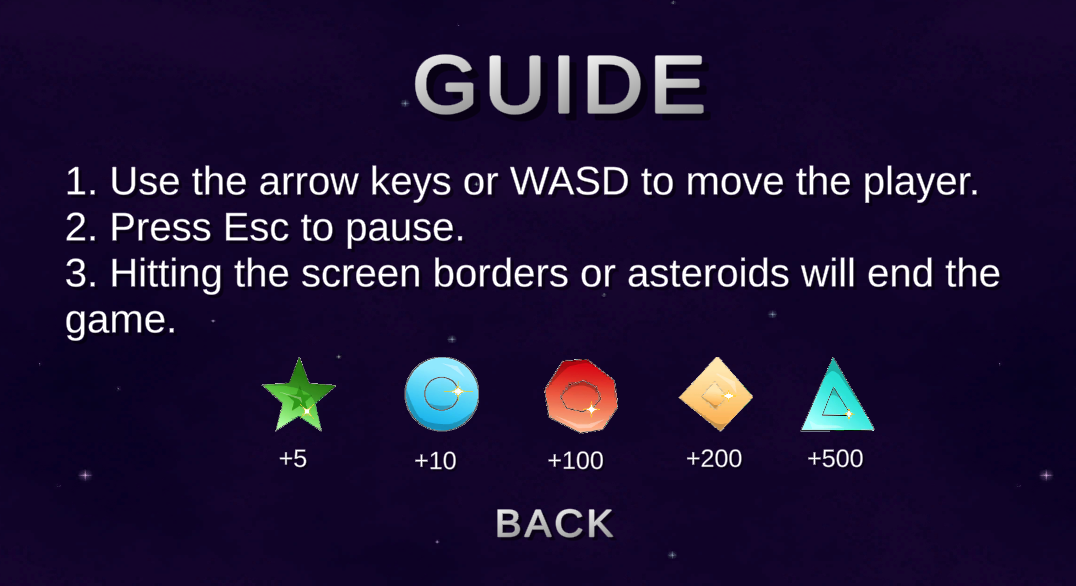 GUIDE
1. Use the arrow keys or WASD to move the player.
2. Press Esc to pause.
3. Hitting the screen borders or asteroids will end the
game.
+5 +10 +100 +200 +500
BACK